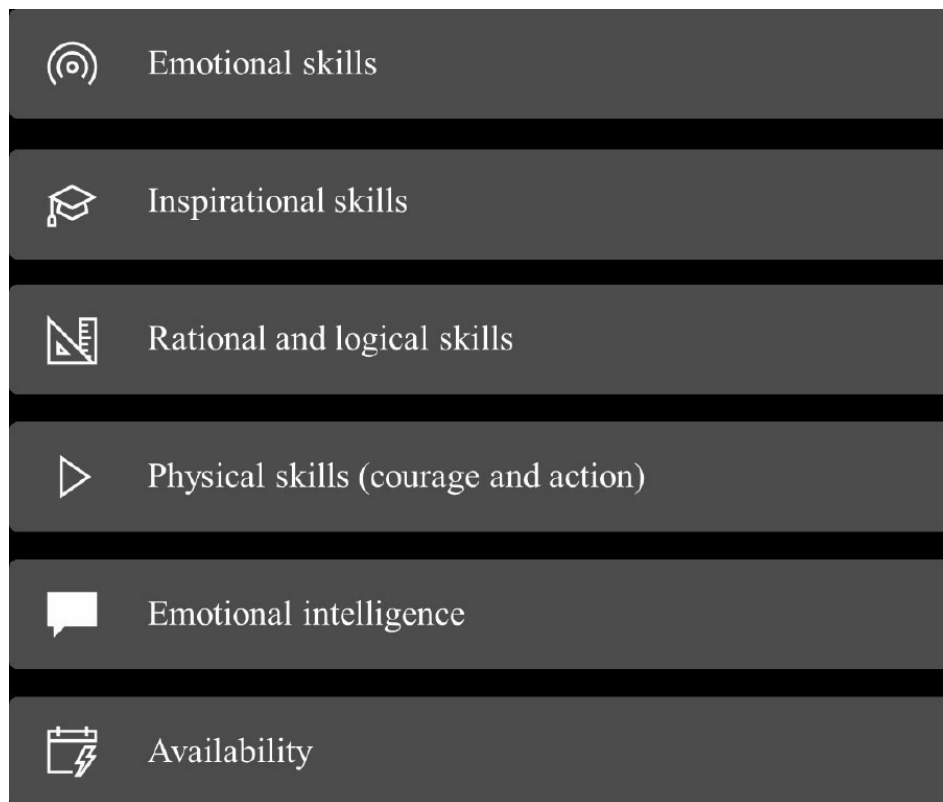 Emotional skills
Inspirational skills
Rational and logical skills
Physical skills (courage and action)
Emotional intelligence
Availability